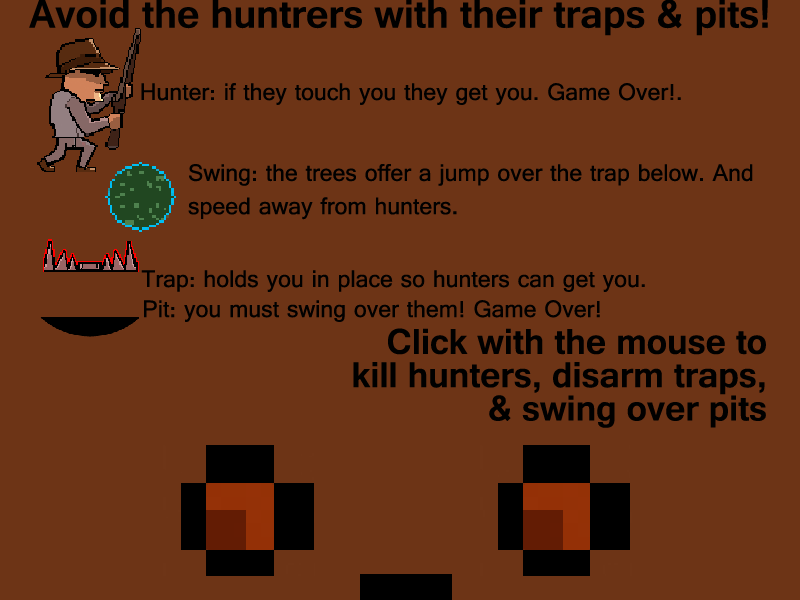 Avoid the huntrers with their traps & pits!
Hunter: if they touch you they get you. Game Over!.
Swing: the trees offer a jump over the trap below. And
speed away from hunters.
Trap: holds you in place so hunters can get you.
Pit: you must swing over them! Game Over!
Click with the mouse to
kill hunters, disarm traps,
& swing over pits